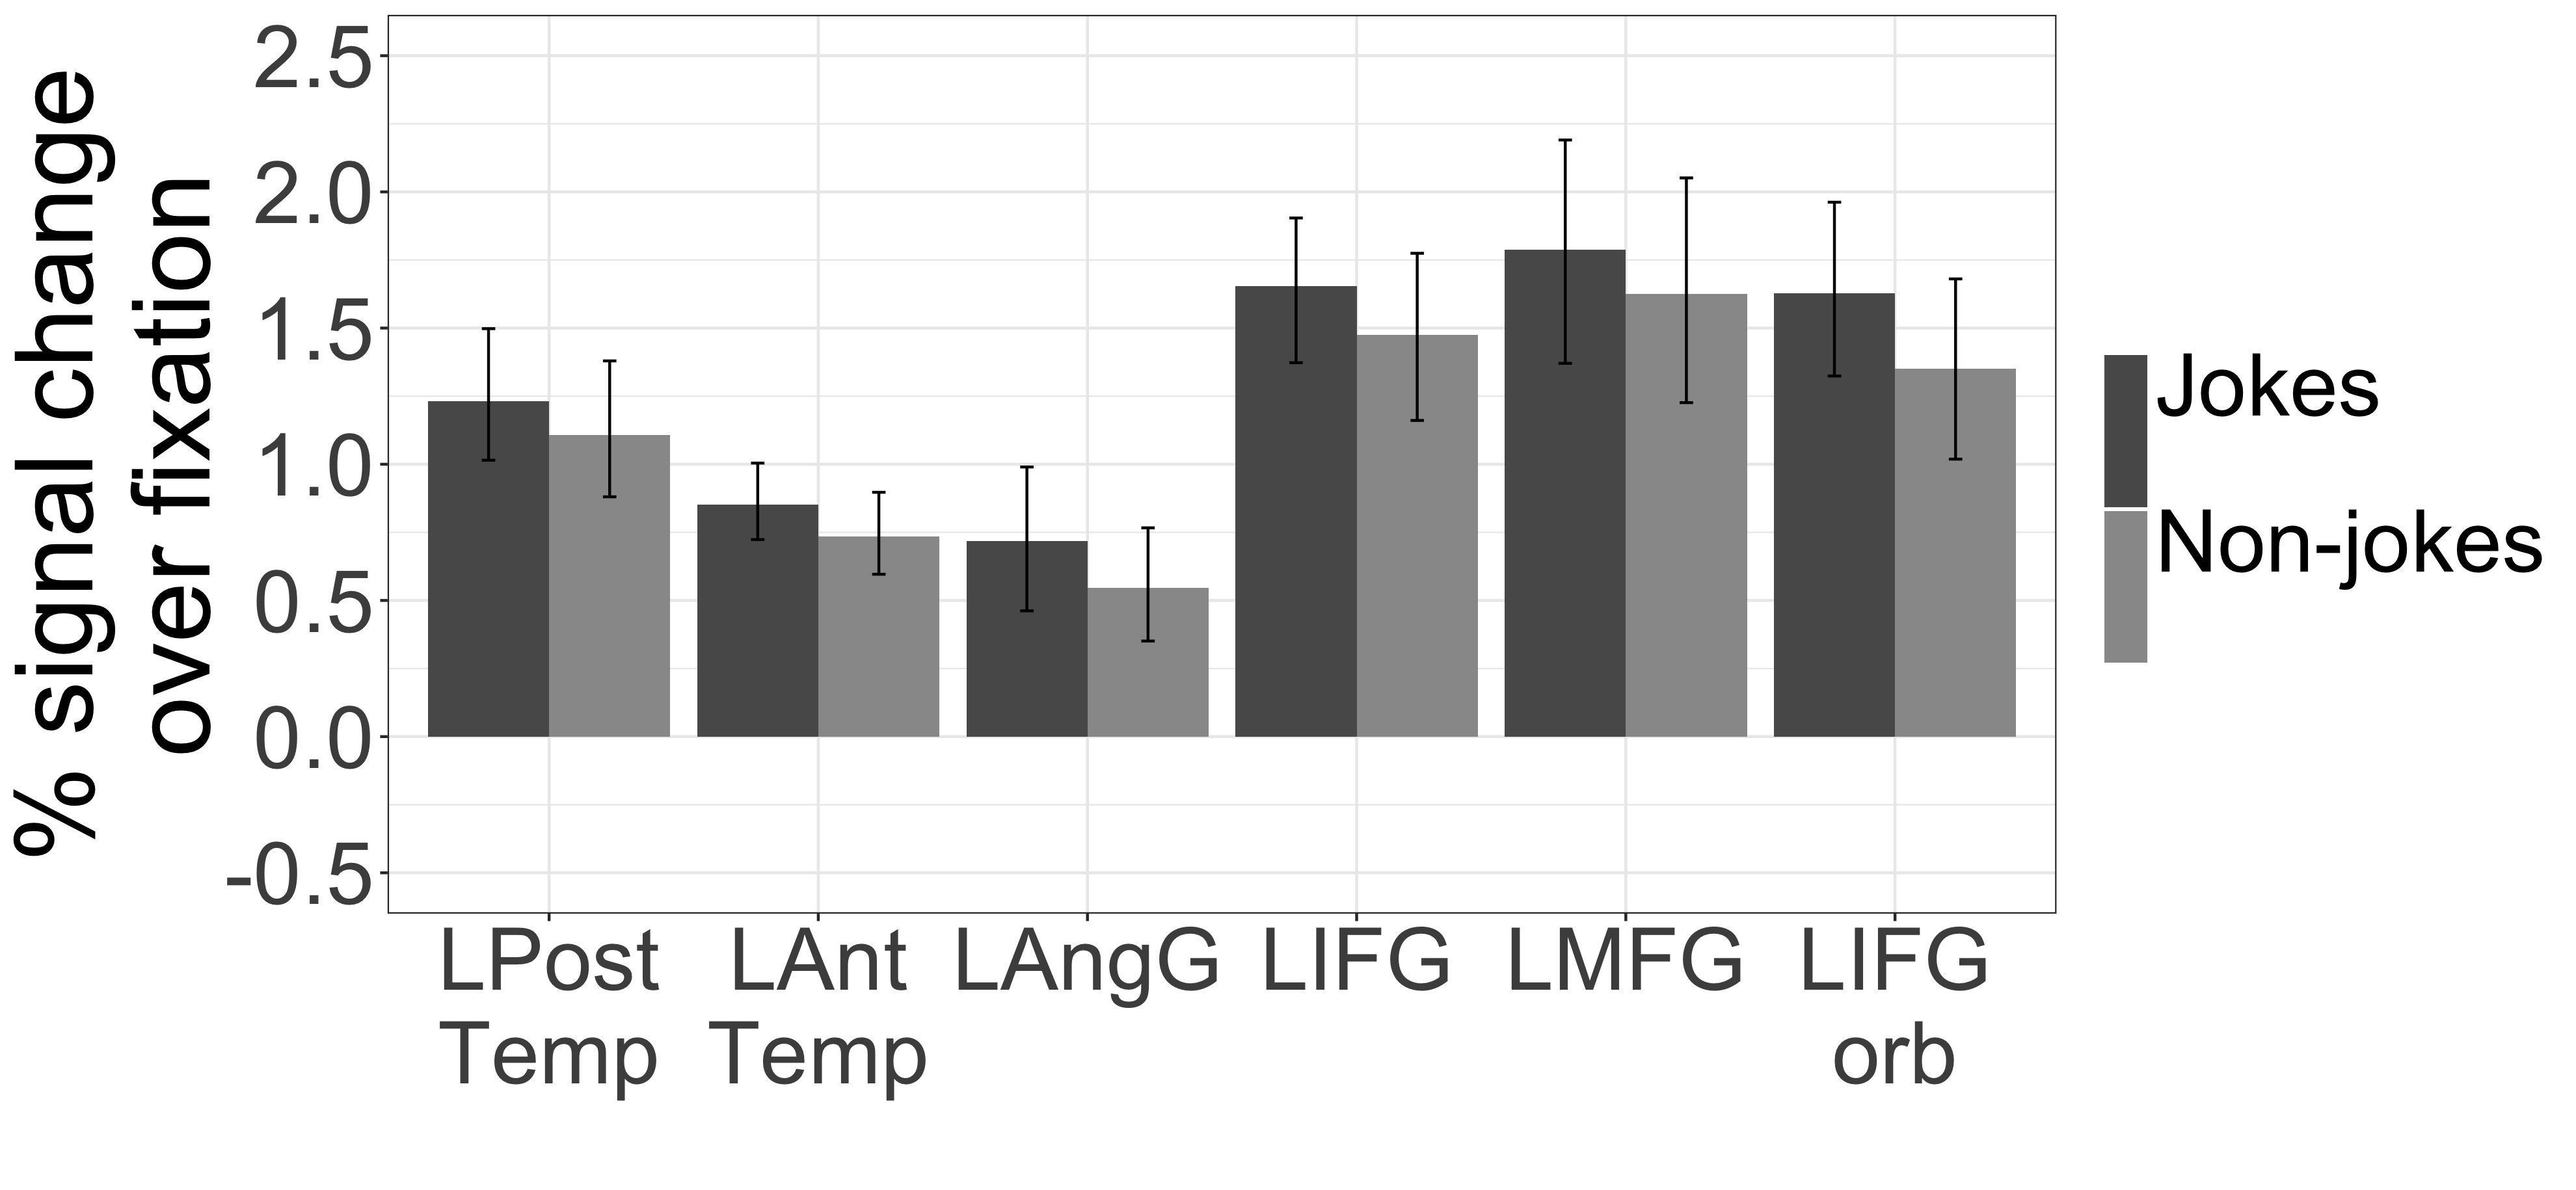 % signal change
over fixation
2.5
2.0
1.5
1.0
0.5
0.0
-0.5
LPost
Temp
LAnt
Temp
LAngG
LIFG
LMFG
LIFG
orb
Jokes
Non-jokes